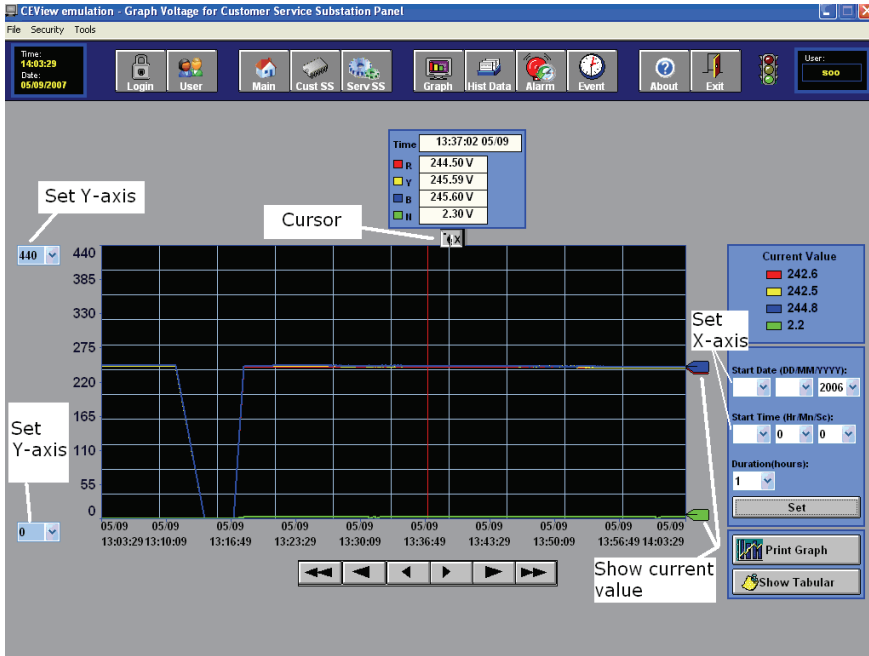 CEView emulation - Graph Voltage for Customer Service Substation Panel
File Security Tools
Time:
14:03:29
Date:
05/09/2007
Login
User
Main
Cust SS
Serv SS
Graph
Hist Data
Alarm
Event
About
Exit
User:
soo
Time 13:37:02 05/09
R 244.50 V
Y 245.59 V
B 245.60 V
N 2.30 V
Set Y-axis
Cursor
X
440
440
385
330
275
220
165
110
55
0
Set
Y-axis
0
05/09 05/09 05/09 05/09 05/09 05/09 05/09 05/09 05/09 05/09
13:03:29 13:10:09 13:16:49 13:23:29 13:30:09 13:36:49 13:43:29 13:50:09 13:56:49 14:03:29
Current Value
242.6
242.5
244.8
2.2
Set
X-axis
Start Date (DD/MM/YYYY):
2006
Start Time (Hr/Mn/Sc):
0 0
Duration(hours):
1
Set
Show current
value
Print Graph
Show Tabular